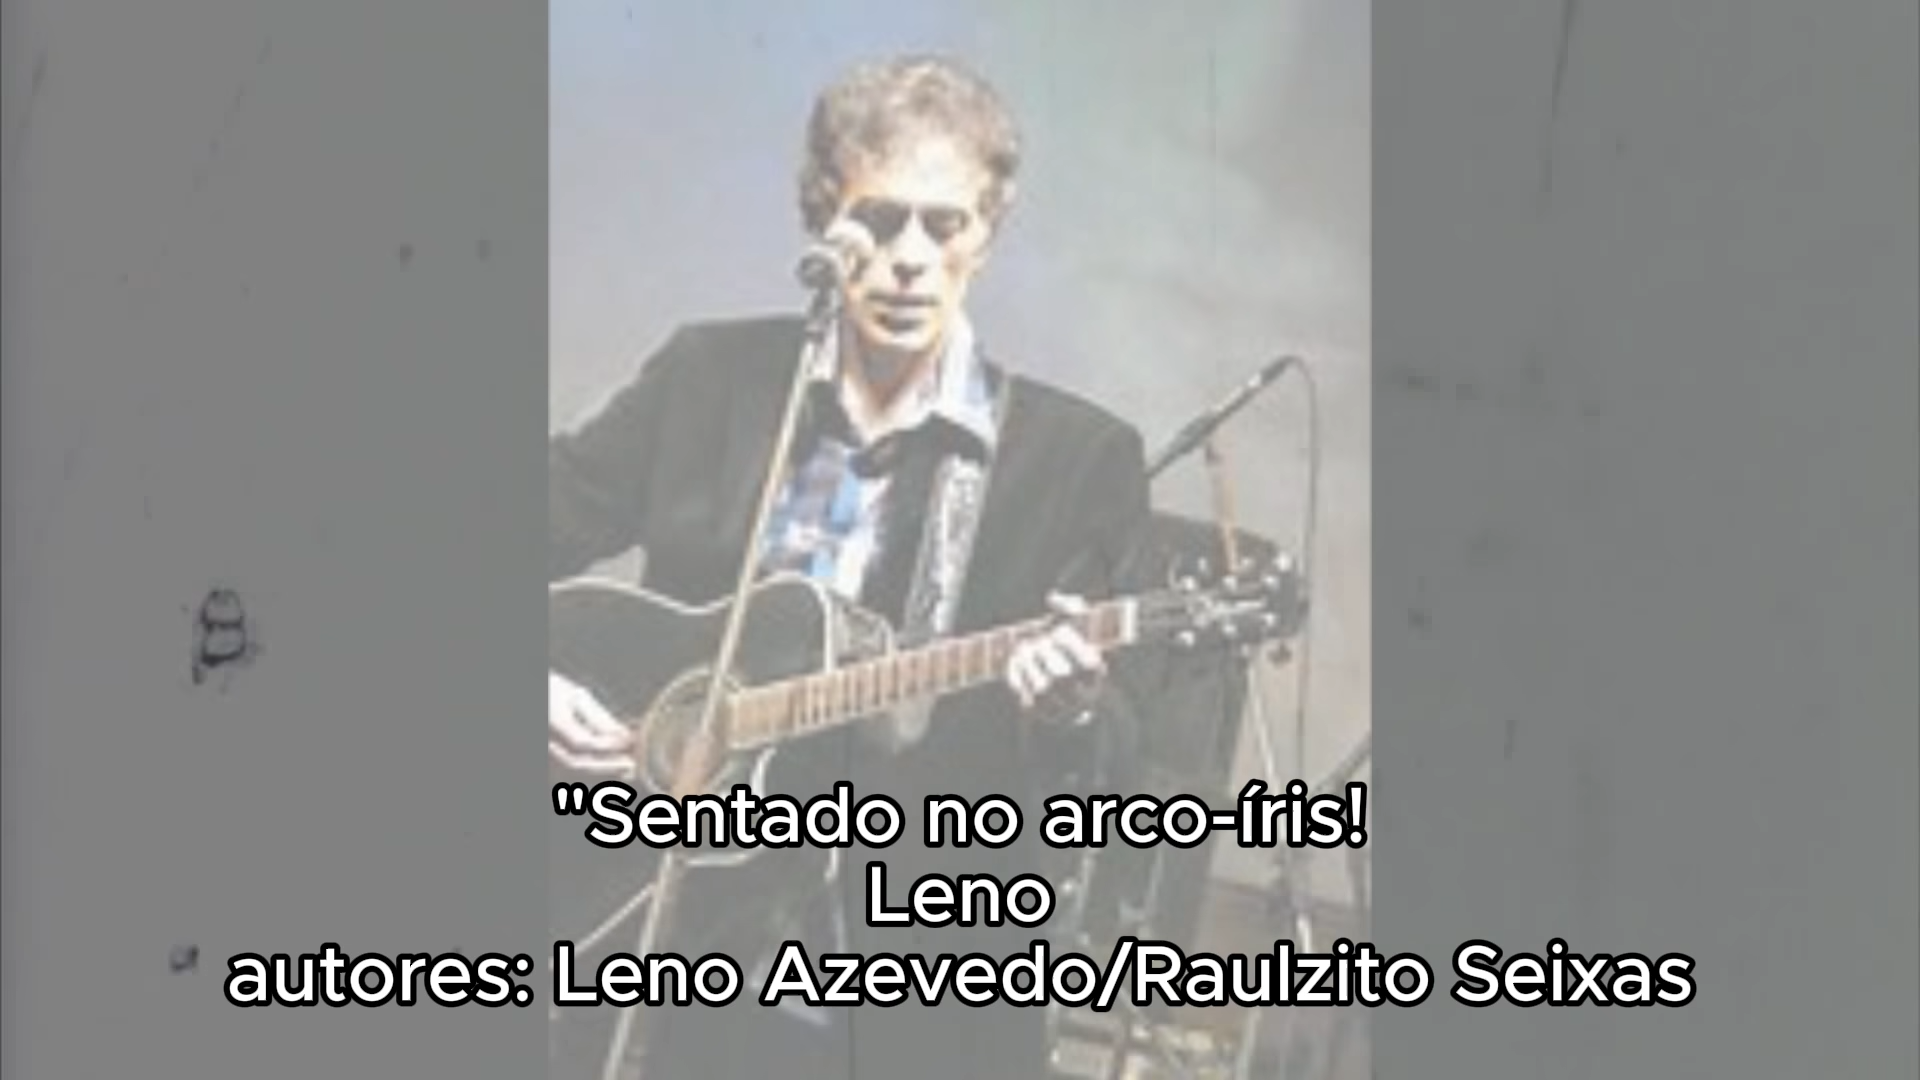 "Sentado no arco-íris!
Leno
autores: Leno Azevedo/Raulzito Seixas